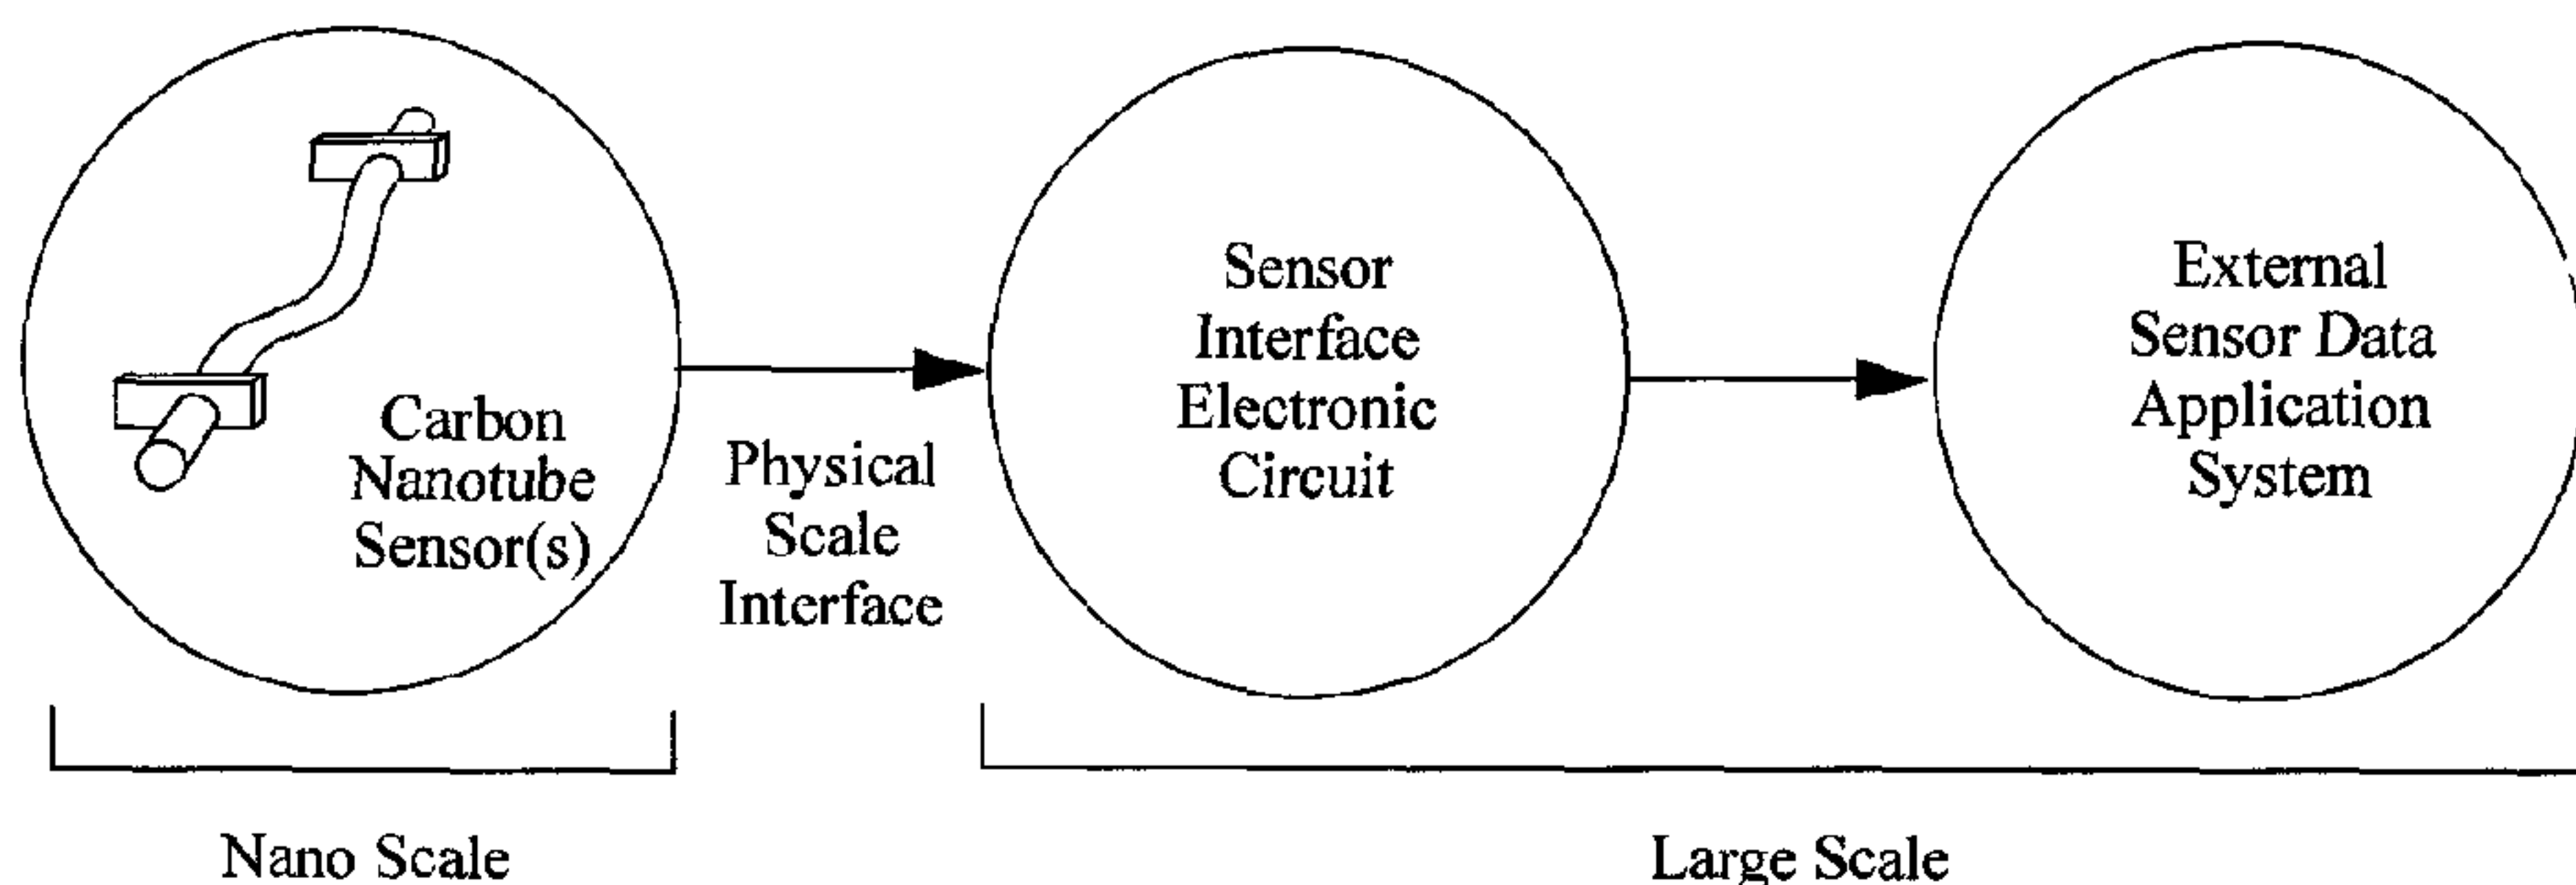 Carbon
Nanotube
Sensor(s)
Physical
Scale
Interface
Sensor
Interface
Electronic
Circuit
External
Sensor Data
Application
System
Nano Scale
Large Scale